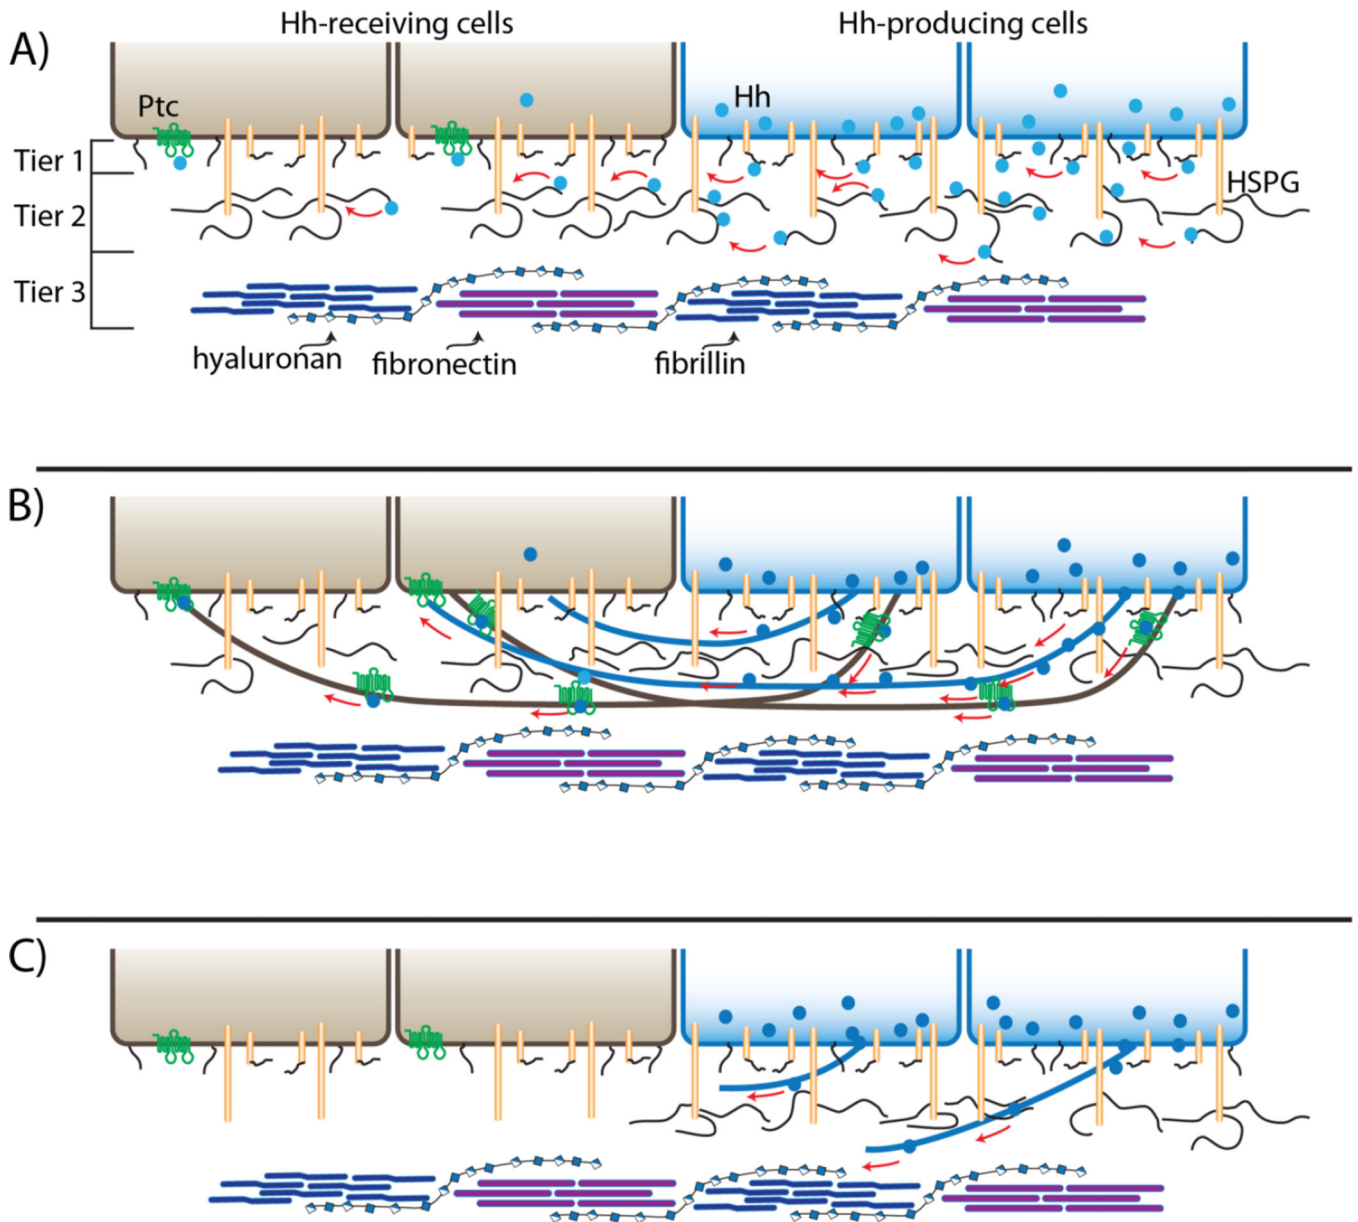 A)
Hh-receiving cells
Hh-producing cells
Ptc
Hh
Tier 1
HSPG
Tier 2
Tier 3
hyaluronan
fibronectin
fibrillin
B)
C)